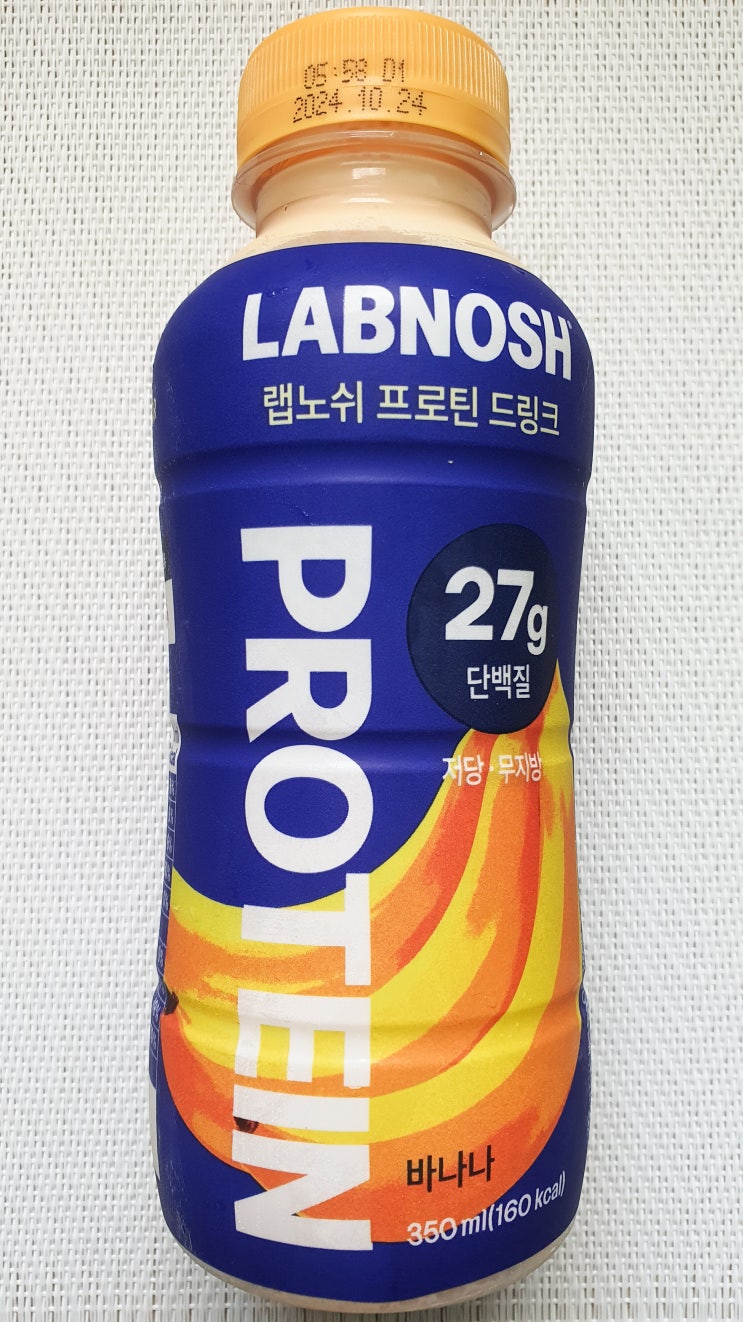 05:58 D1
2024.10.24
LABNOSH
랩노쉬 프로틴 드링크
PROTEIN
27g
단백질
저당·무지방
바나나
350 ml(160 kcal)